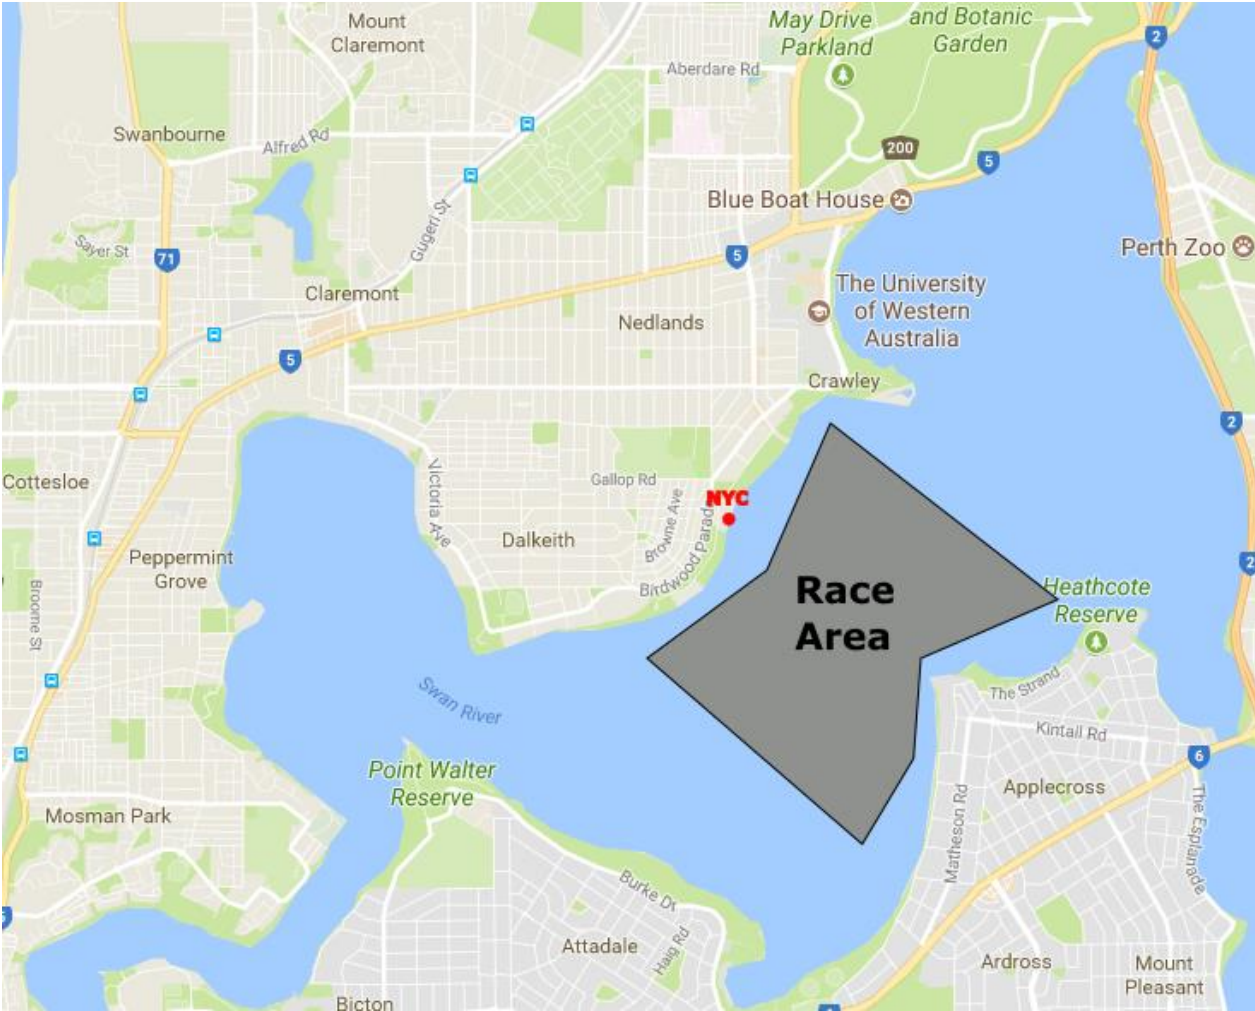 Mount
Claremont
May Drive
Parkland
and Botanic
Garden
2
Aberdare Rd
Swanbourne
Alfred Rd
200
5
Blue Boat House
Gugeri St
Sayer St
71
5
Perth Zoo
The University
of Western
Australia
Claremont
Nedlands
5
Crawley
2
Cottesloe
Victoria Ave
Gallop Rd
NYC
Browne Ave
Dalkeith
Birdwood Parad
Peppermint
Grove
2
Broome St
Race
Area
Heathcote
Reserve
The Strand
Swan River
Kintail Rd
6
Point Walter
Reserve
Applecross
Mosman Park
Matheson Rd
The Esplanade
Burke Dr
5
Attadale
Haig Rd
Ardross
Mount
Pleasant
Bicton